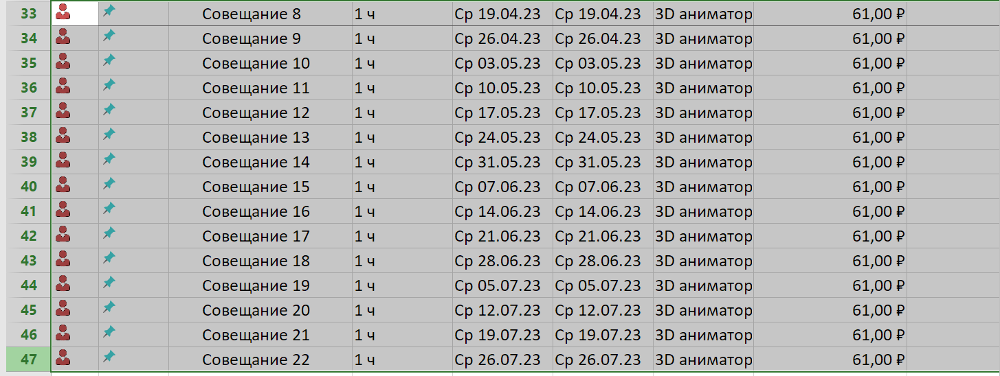 33 Совещание 8 1 ч Ср 19.04.23 Ср 19.04.23 3D аниматор 61,00 ₽
34 Совещание 9 1 ч Ср 26.04.23 Ср 26.04.23 3D аниматор 61,00 ₽
35 Совещание 10 1 ч Ср 03.05.23 Ср 03.05.23 3D аниматор 61,00 ₽
36 Совещание 11 1 ч Ср 10.05.23 Ср 10.05.23 3D аниматор 61,00 ₽
37 Совещание 12 1 ч Ср 17.05.23 Ср 17.05.23 3D аниматор 61,00 ₽
38 Совещание 13 1 ч Ср 24.05.23 Ср 24.05.23 3D аниматор 61,00 ₽
39 Совещание 14 1 ч Ср 31.05.23 Ср 31.05.23 3D аниматор 61,00 ₽
40 Совещание 15 1 ч Ср 07.06.23 Ср 07.06.23 3D аниматор 61,00 ₽
41 Совещание 16 1 ч Ср 14.06.23 Ср 14.06.23 3D аниматор 61,00 ₽
42 Совещание 17 1 ч Ср 21.06.23 Ср 21.06.23 3D аниматор 61,00 ₽
43 Совещание 18 1 ч Ср 28.06.23 Ср 28.06.23 3D аниматор 61,00 ₽
44 Совещание 19 1 ч Ср 05.07.23 Ср 05.07.23 3D аниматор 61,00 ₽
45 Совещание 20 1 ч Ср 12.07.23 Ср 12.07.23 3D аниматор 61,00 ₽
46 Совещание 21 1 ч Ср 19.07.23 Ср 19.07.23 3D аниматор 61,00 ₽
47 Совещание 22 1 ч Ср 26.07.23 Ср 26.07.23 3D аниматор 61,00 ₽